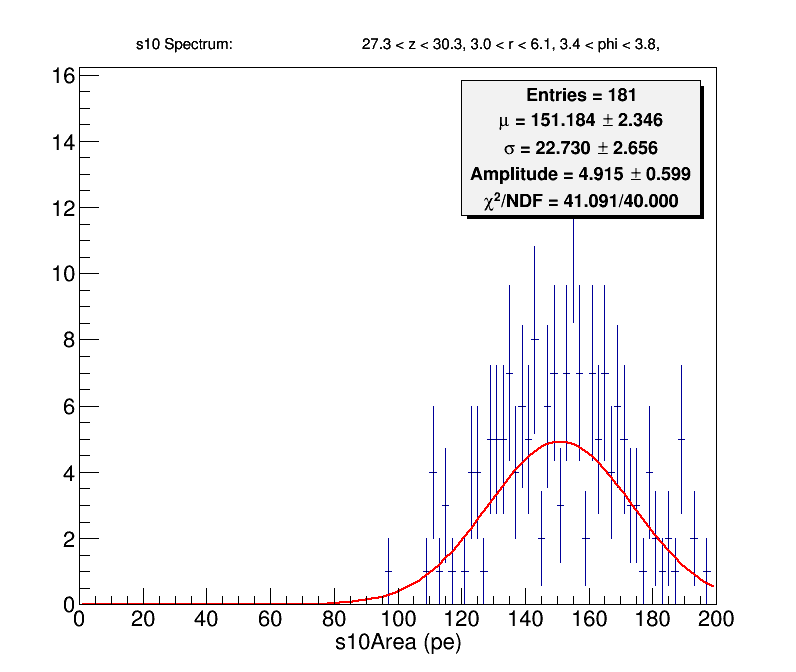 s10 Spectrum: 27.3 < z < 30.3, 3.0 < r < 6.1, 3.4 < phi < 3.8,
Entries = 181
μ = 151.184 ± 2.346
σ = 22.730 ± 2.656
Amplitude = 4.915 ± 0.599
χ²/NDF = 41.091/40.000
16
14
12
10
8
6
4
2
0
0 20 40 60 80 100 120 140 160 180 200
s10Area (pe)